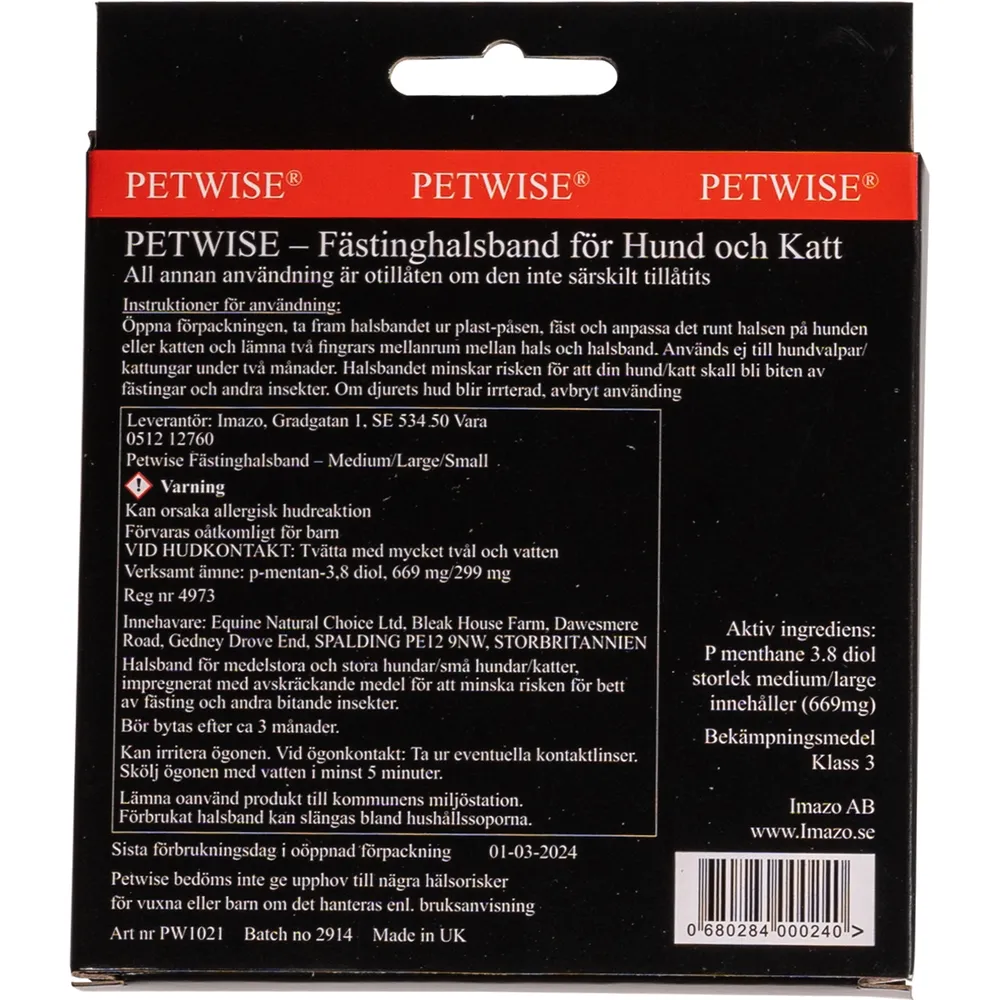 PETWISE® PETWISE® PETWISE®
PETWISE – Fästinghalsband för Hund och Katt
All annan användning är otillåten om den inte särskilt tillåtits
Instruktioner för användning:
Öppna förpackningen, ta fram halsbandet ur plast-påsen, fäst och anpassa det runt halsen på hunden
eller katten och lämna två fingrars mellanrum mellan hals och halsband. Används ej till hundvalpar/
kattungar under två månader. Halsbandet minskar risken för att din hund/katt skall bli biten av
fästingar och andra insekter. Om djurets hud blir irrterad, avbryt använding
Leverantör: Imazo, Gradgatan 1, SE 534 50 Vara
0512 12760
Petwise Fästinghalsband – Medium/Large/Small
! Varning
Kan orsaka allergisk hudreaktion
Förvaras oåtkomligt för barn
VID HUDKONTAKT: Tvätta med mycket tvål och vatten
Verksamt ämne: p-mentan-3,8 diol, 669 mg/299 mg
Reg nr 4973
Innehavare: Equine Natural Choice Ltd, Bleak House Farm, Dawesmere
Road, Gedney Drove End, SPALDING PE12 9NW, STORBRITANNIEN
Halsband för medelstora och stora hundar/små hundar/katter,
impregnerat med avskräckande medel för att minska risken för bett
av fästing och andra bitande insekter.
Bör bytas efter ca 3 månader.
Kan irritera ögonen. Vid ögonkontakt: Ta ur eventuella kontaktlinser.
Skölj ögonen med vatten i minst 5 minuter.
Lämna oanvänd produkt till kommunens miljöstation.
Förbrukat halsband kan slängas bland hushållssoporna.
Aktiv ingrediens:
P menthane 3.8 diol
storlek medium/large
innehåller (669mg)
Bekämpningsmedel
Klass 3
Imazo AB
www.Imazo.se
Sista förbrukningsdag i oöppnad förpackning 01-03-2024
Petwise bedöms inte ge upphov till några hälsorisker
för vuxna eller barn om det hanteras enl. bruksanvisning
Art nr PW1021 Batch no 2914 Made in UK
0 680284 000240 >